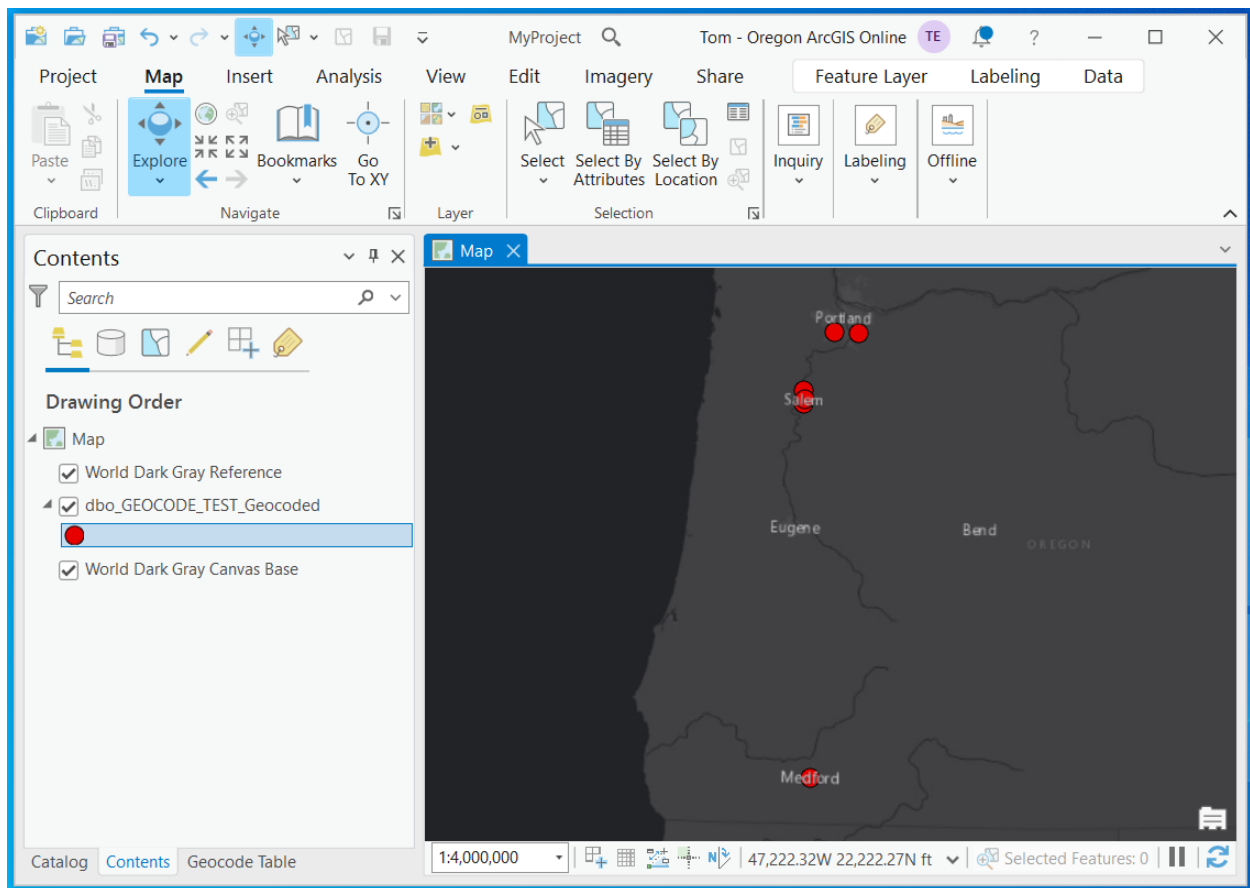 MyProject Tom - Oregon ArcGIS Online TE ?
Project Map Insert Analysis View Edit Imagery Share Feature Layer Labeling Data
Paste Explore Bookmarks Go To XY Select Select By Attributes Select By Location Inquiry Labeling Offline
Clipboard Navigate Layer Selection
Contents
Map
Search
Drawing Order
Map
World Dark Gray Reference
dbo_GEOCODE_TEST_Geocoded
World Dark Gray Canvas Base
Portland
Salem
Eugene
Bend
OREGON
Medford
Catalog Contents Geocode Table
1:4,000,000 N 47,222.32W 22,222.27N ft Selected Features: 0